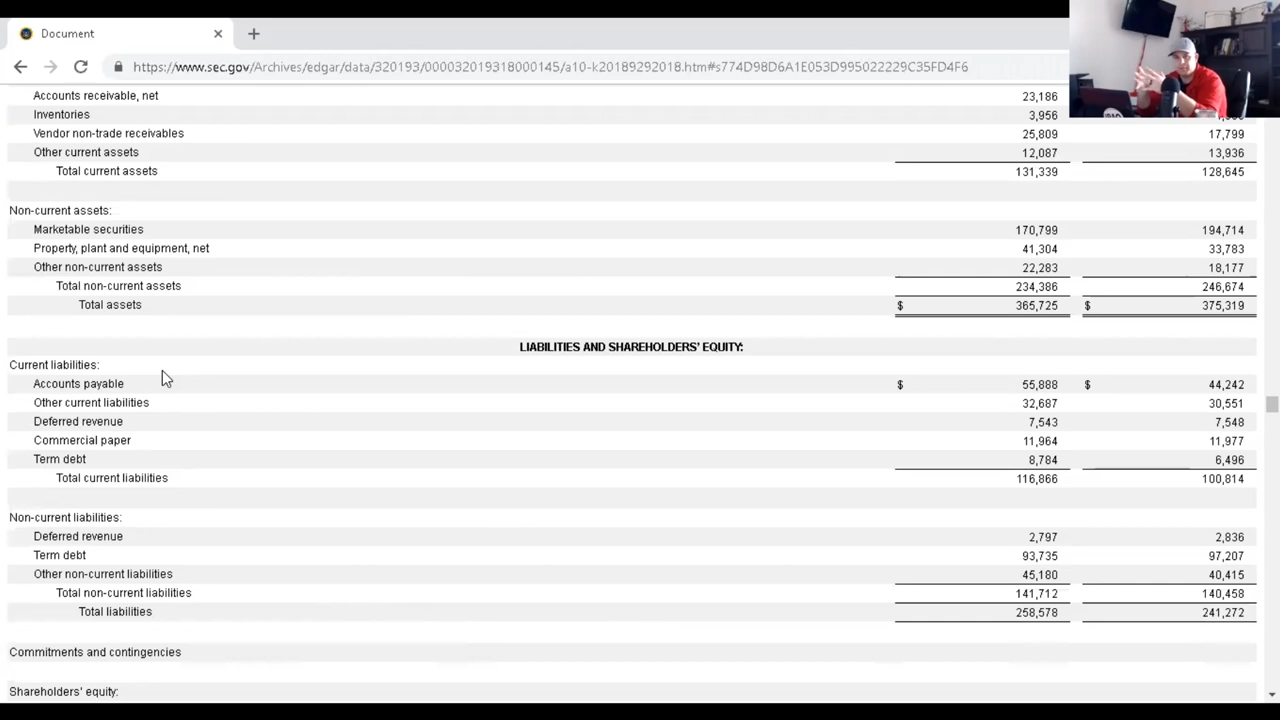 Document
https://www.sec.gov/Archives/edgar/data/320193/000032019318000145/a10-k20189292018.htm#s774D98D6A1E053D995022229C35FD4F6
Accounts receivable, net 23,186
Inventories 3,956
Vendor non-trade receivables 25,809 17,799
Other current assets 12,087 13,936
Total current assets 131,339 128,645
Non-current assets:
Marketable securities 170,799 194,714
Property, plant and equipment, net 41,304 33,783
Other non-current assets 22,283 18,177
Total non-current assets 234,386 246,674
Total assets $ 365,725 $ 375,319
LIABILITIES AND SHAREHOLDERS' EQUITY:
Current liabilities:
Accounts payable $ 55,888 $ 44,242
Other current liabilities 32,687 30,551
Deferred revenue 7,543 7,548
Commercial paper 11,964 11,977
Term debt 8,784 6,496
Total current liabilities 116,866 100,814
Non-current liabilities:
Deferred revenue 2,797 2,836
Term debt 93,735 97,207
Other non-current liabilities 45,180 40,415
Total non-current liabilities 141,712 140,458
Total liabilities 258,578 241,272
Commitments and contingencies
Shareholders' equity: